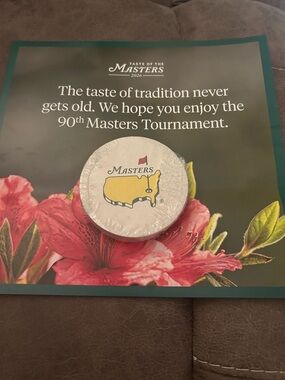 TASTE OF THE
MASTERS
2026
The taste of tradition never
gets old. We hope you enjoy the
90th Masters Tournament.
MASTERS